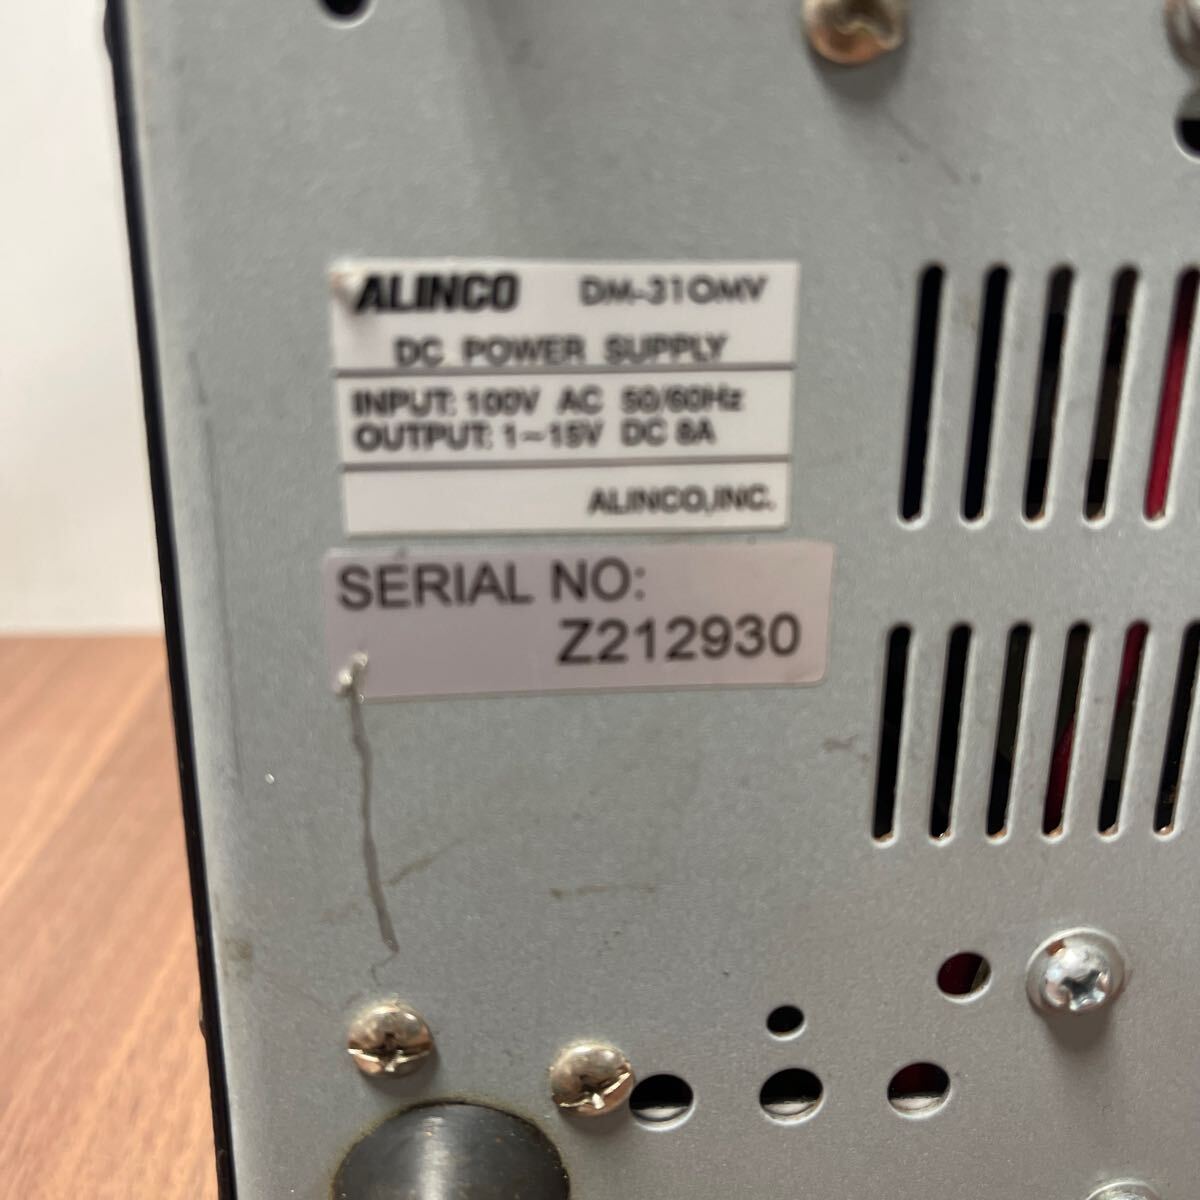 ALINCO DM-310MV
DC POWER SUPPLY
INPUT: 100V AC 50/60Hz
OUTPUT: 1~15V DC 8A
ALINCO,INC.
SERIAL NO:
Z212930